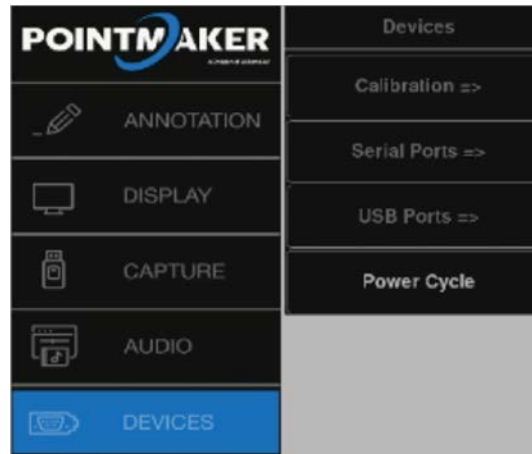 POINTMAKER
ANNOTATION
DISPLAY
CAPTURE
AUDIO
DEVICES
Devices
Calibration =>
Serial Ports =>
USB Ports =>
Power Cycle